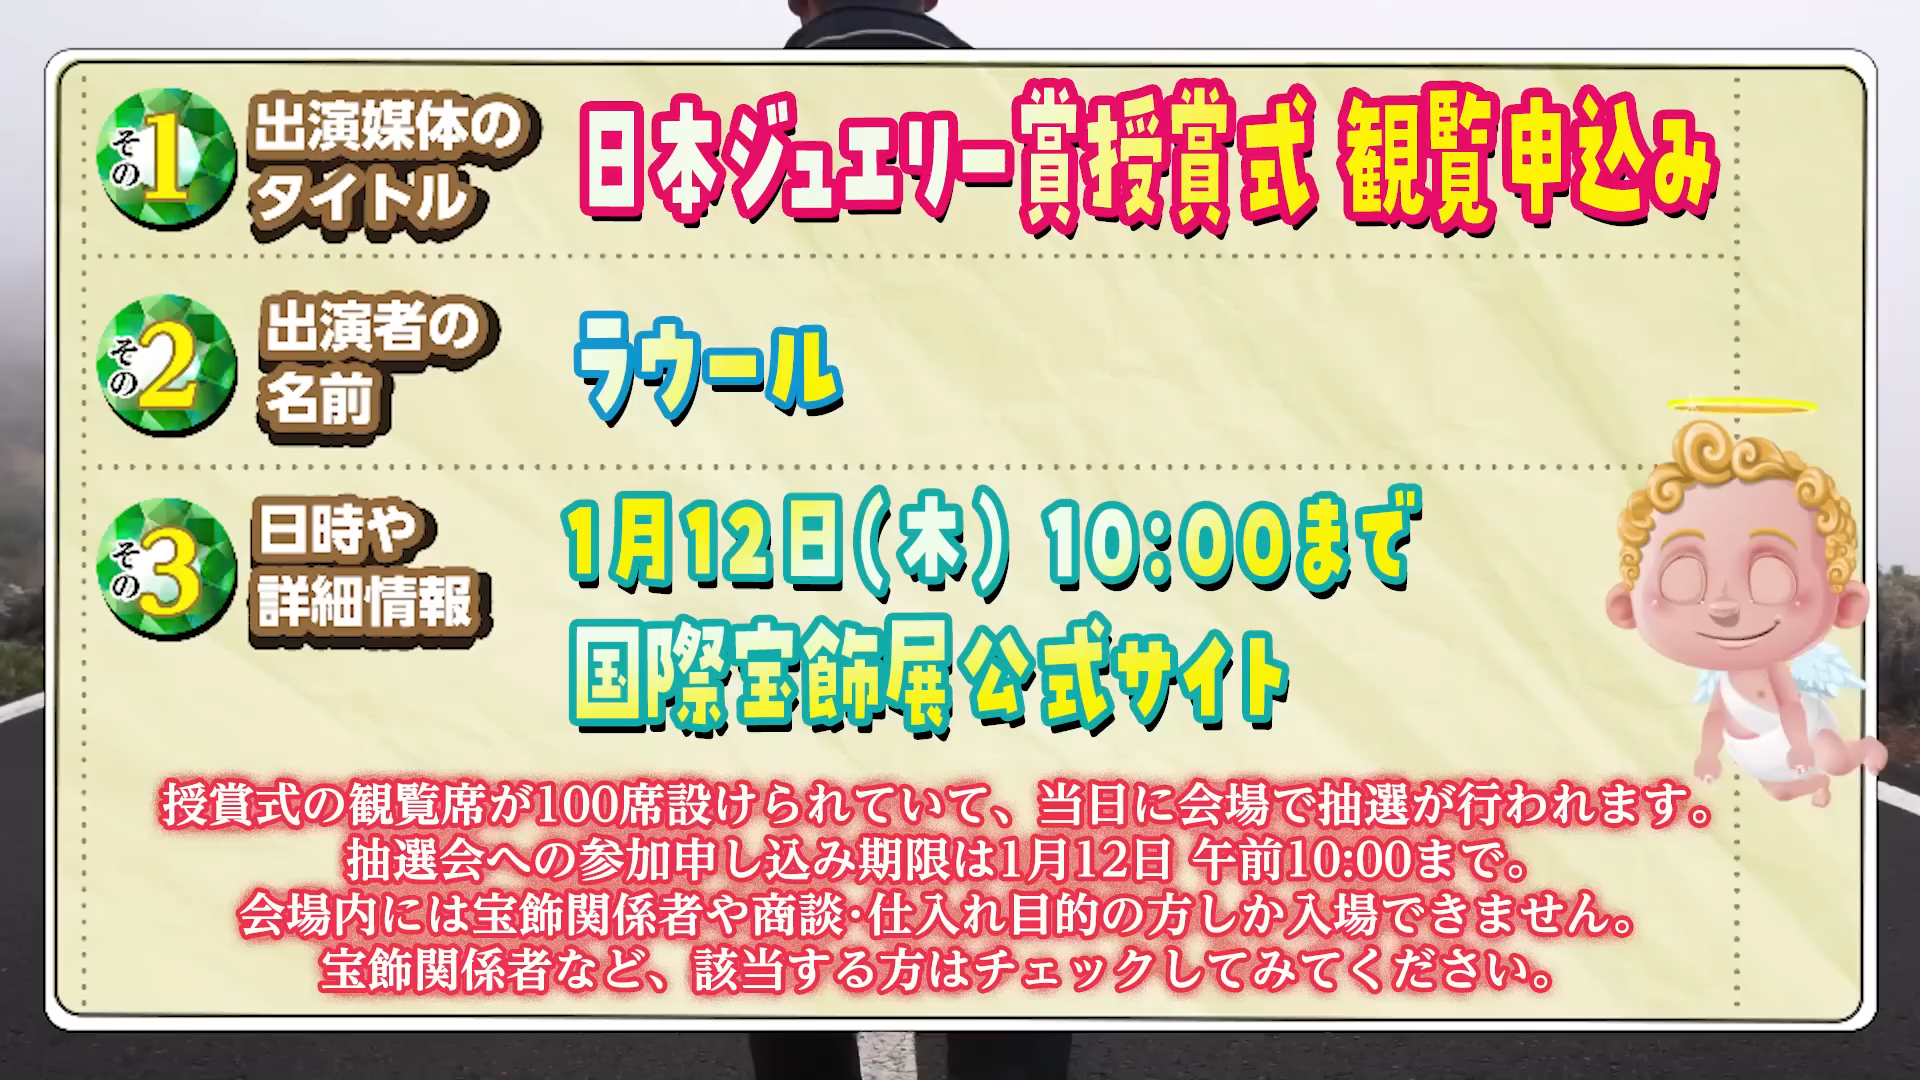 その1
出演媒体の
タイトル
日本ジュエリー賞授賞式 観覧申込み
その2
出演者の
名前
ラウール
その3
日時や
詳細情報
1月12日(木) 10:00まで
国際宝飾展公式サイト
授賞式の観覧席が100席設けられていて、当日に会場で抽選が行われます。
抽選会への参加申し込み期限は1月12日 午前10:00まで。
会場内には宝飾関係者や商談·仕入れ目的の方しか入場できません。
宝飾関係者など、該当する方はチェックしてみてください。